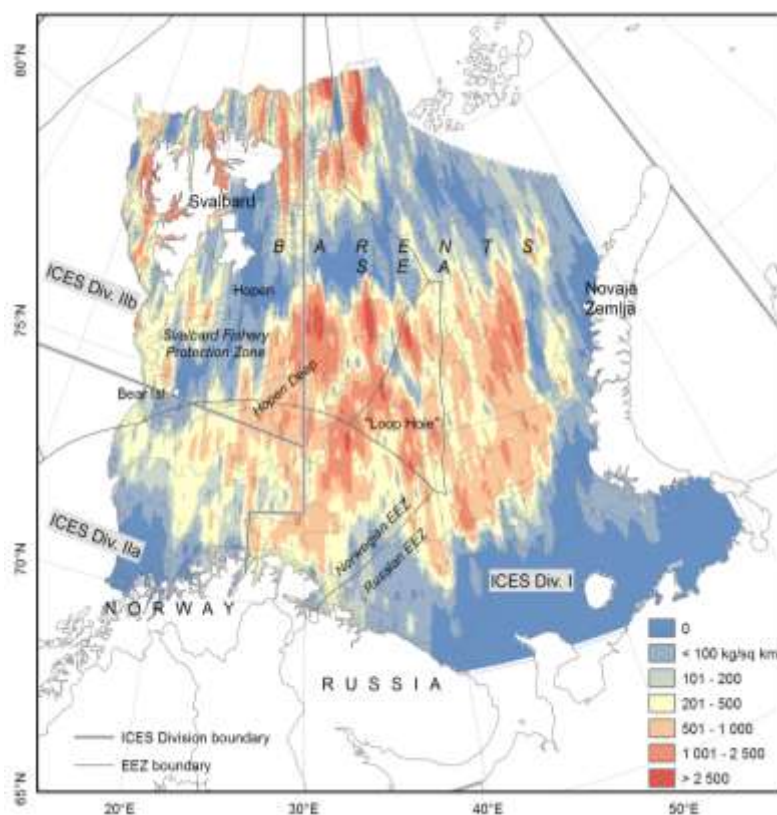 80°N
Svalbard
B A R E N T S
S E A
ICES Div. IIb
Hopen
Novaja
Zemlja
75°N
Svalbard Fishery
Protection Zone
Bear Isl
Hopen Deep
"Loop Hole"
ICES Div. IIa
Norwegian EEZ
Russian EEZ
70°N
ICES Div. I
N O R W A Y
R U S S I A
0
< 100 kg/sq km
101 - 200
201 - 500
501 - 1 000
1 001 - 2 500
> 2 500
ICES Division boundary
EEZ boundary
65°N
20°E
30°E
40°E
50°E